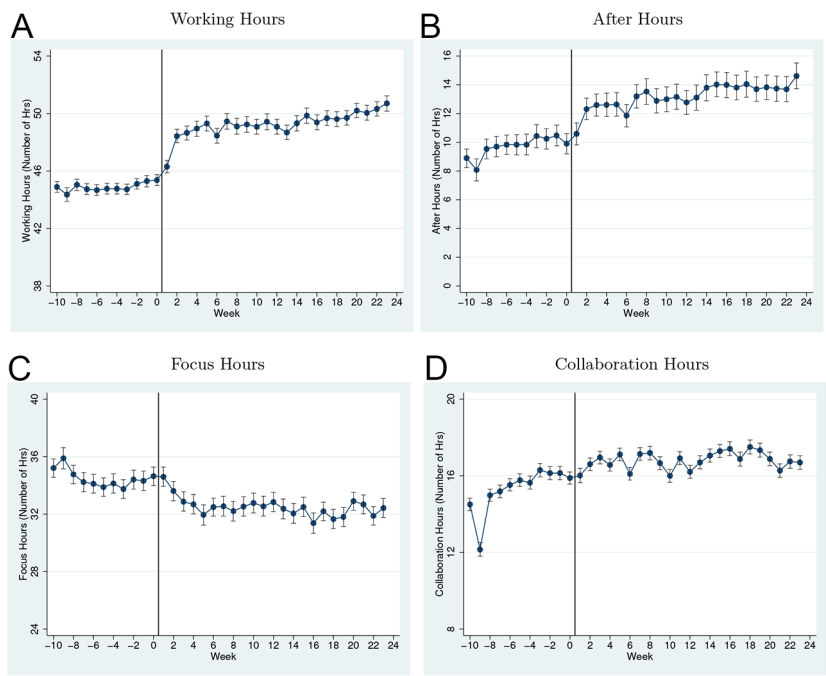 A
Working Hours
Working Hours (Number of Hrs)
54
50
46
42
38
−10 −8 −6 −4 −2 0 2 4 6 8 10 12 14 16 18 20 22 24
Week
B
After Hours
After Hours (Number of Hrs)
16
14
12
10
8
6
4
2
0
−10 −8 −6 −4 −2 0 2 4 6 8 10 12 14 16 18 20 22 24
Week
C
Focus Hours
Focus Hours (Number of Hrs)
40
36
32
28
24
−10 −8 −6 −4 −2 0 2 4 6 8 10 12 14 16 18 20 22 24
Week
D
Collaboration Hours
Collaboration Hours (Number of Hrs)
20
16
12
8
−10 −8 −6 −4 −2 0 2 4 6 8 10 12 14 16 18 20 22 24
Week